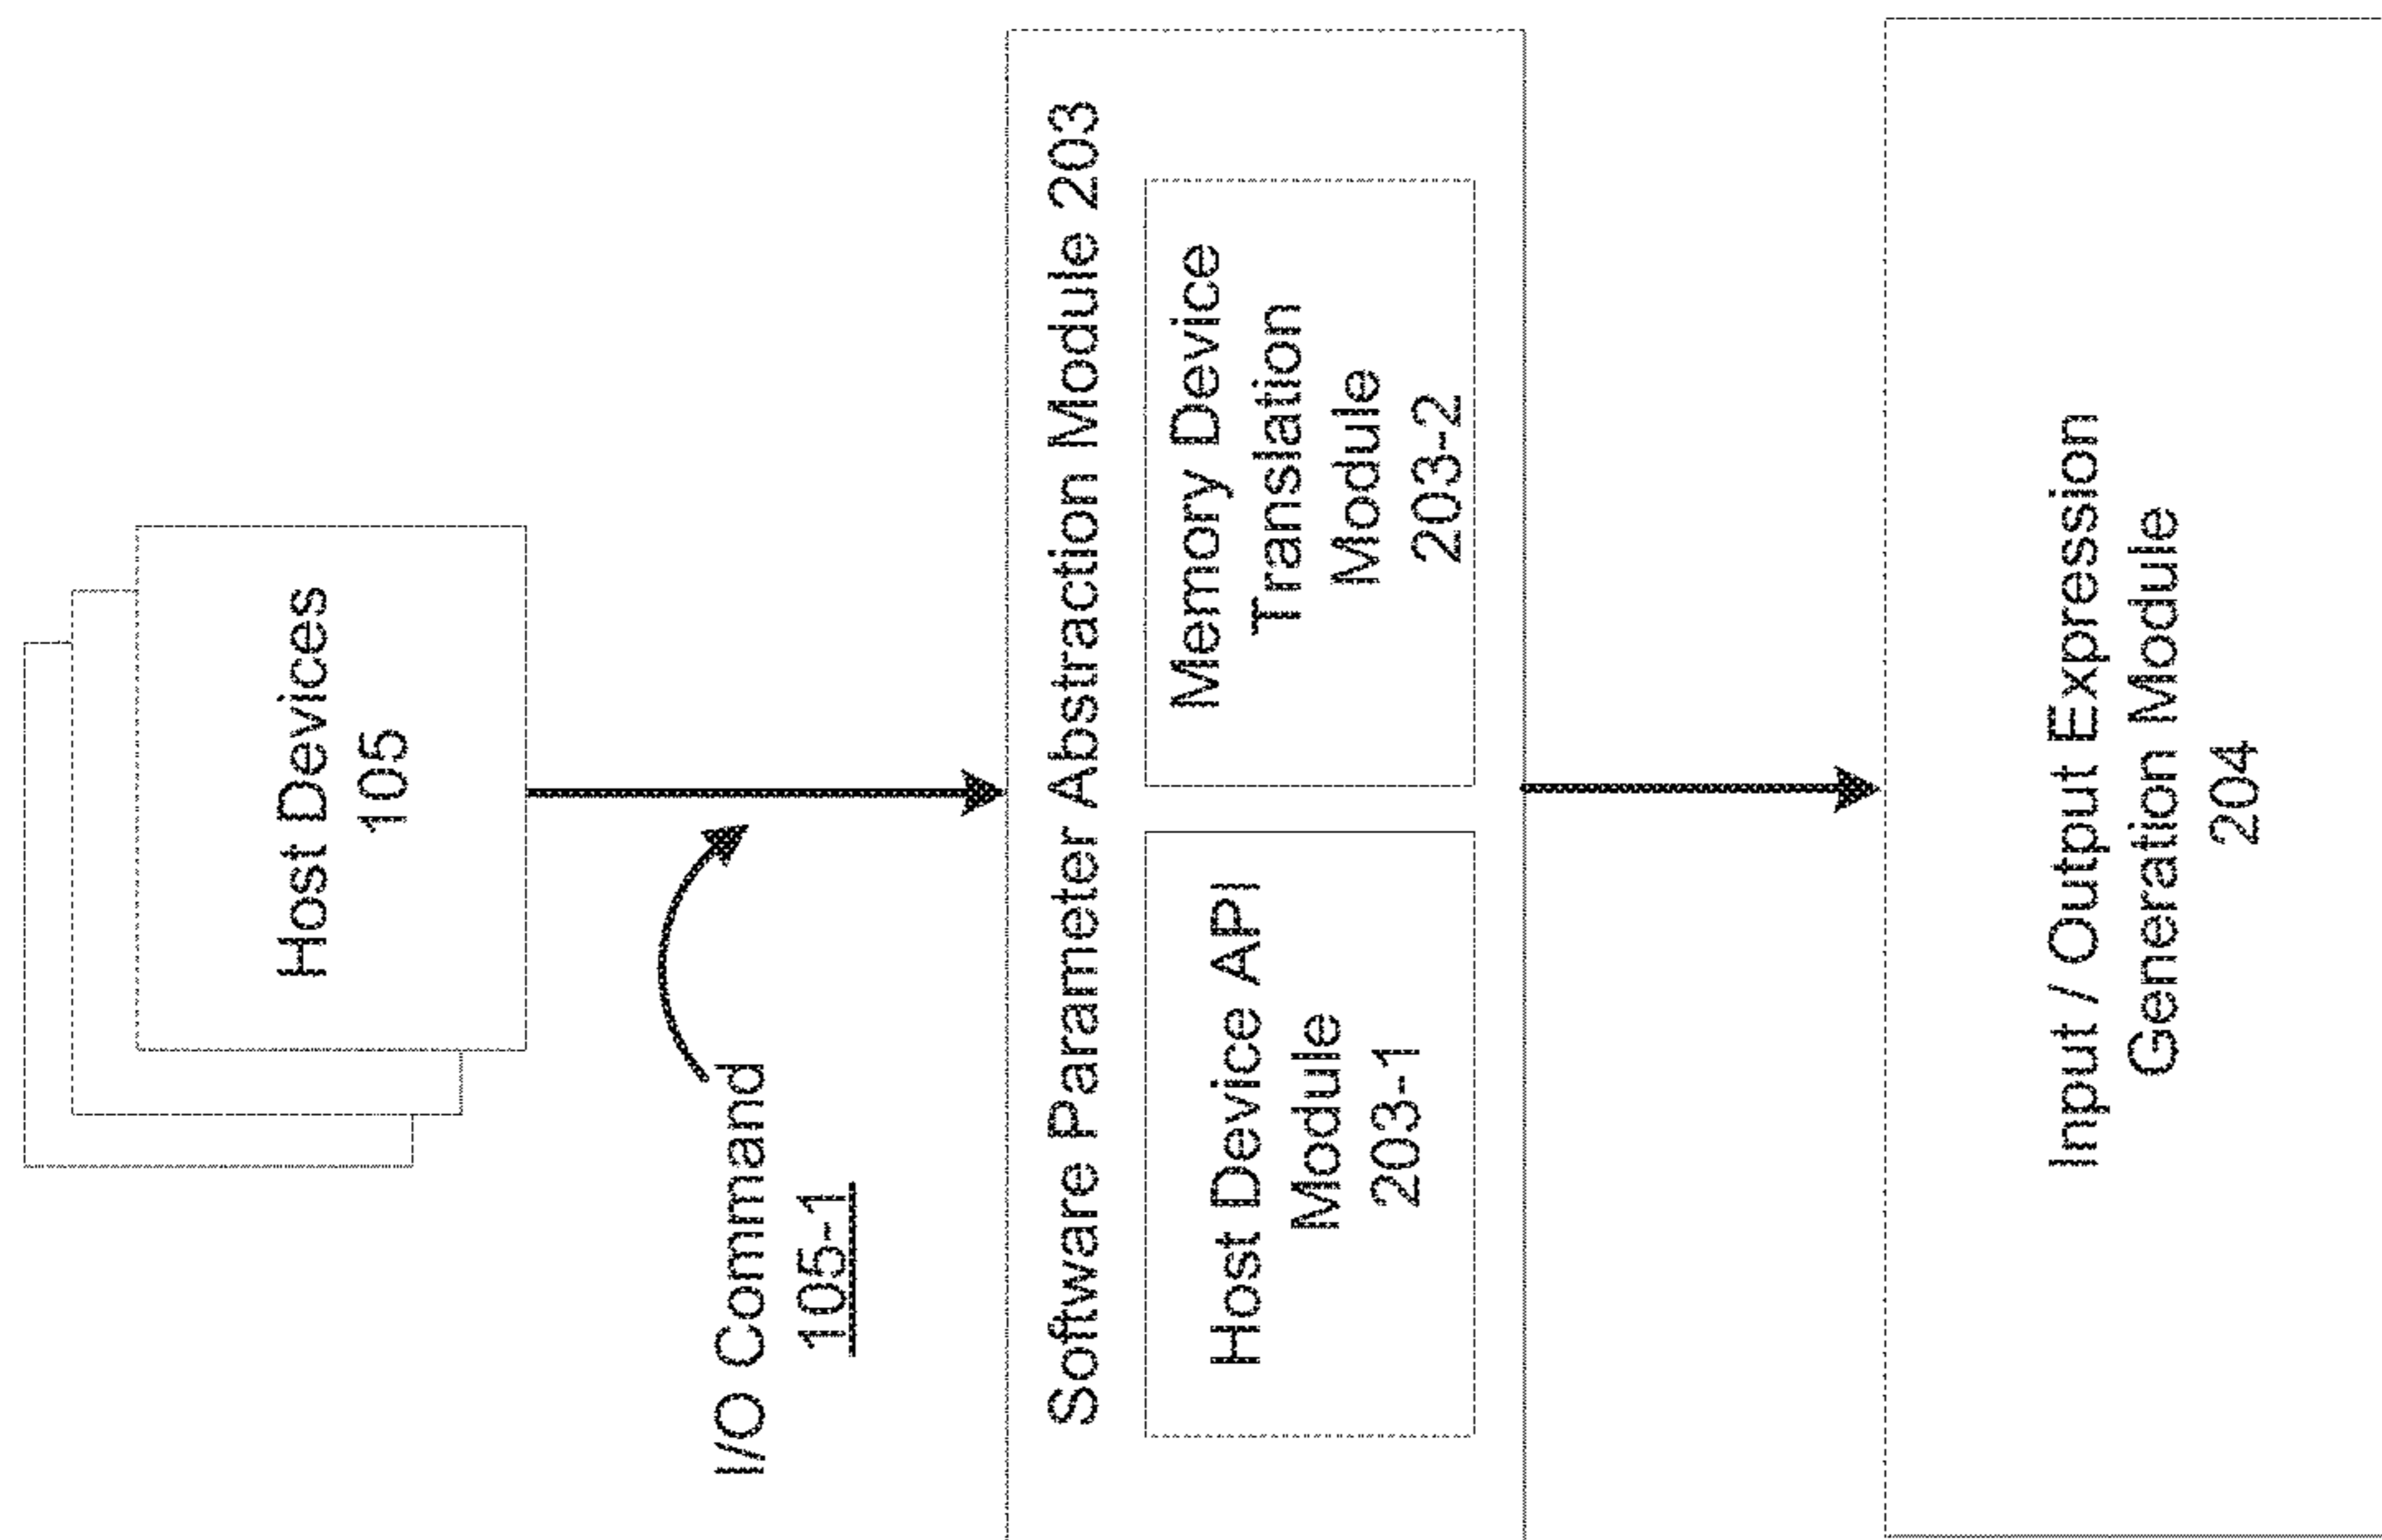 Host Devices
105
I/O Command
105-1
Software Parameter Abstraction Module 203
Host Device API
Module
203-1
Memory Device
Translation
Module
203-2
Input / Output Expression
Generation Module
204